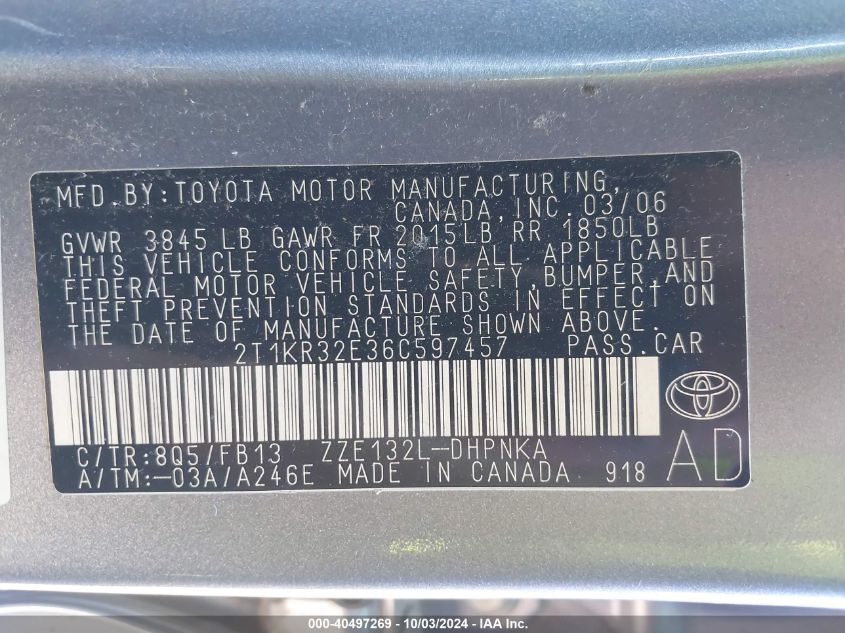 MFD.BY:TOYOTA MOTOR MANUFACTURING,
CANADA,INC. 03/06
GVWR 3845LB GAWR FR 2015LB RR 1850LB
THIS VEHICLE CONFORMS TO ALL APPLICABLE
FEDERAL MOTOR VEHICLE SAFETY,BUMPER,AND
THEFT PREVENTION STANDARDS IN EFFECT ON
THE DATE OF MANUFACTURE SHOWN ABOVE.
2T1KR32E36C597457 PASS.CAR
C/TR:8Q5/FB13 ZZE132L-DHPNKA
A/TM:-03A/A246E MADE IN CANADA 918
AD
000-40497269 - 10/03/2024 - IAA Inc.